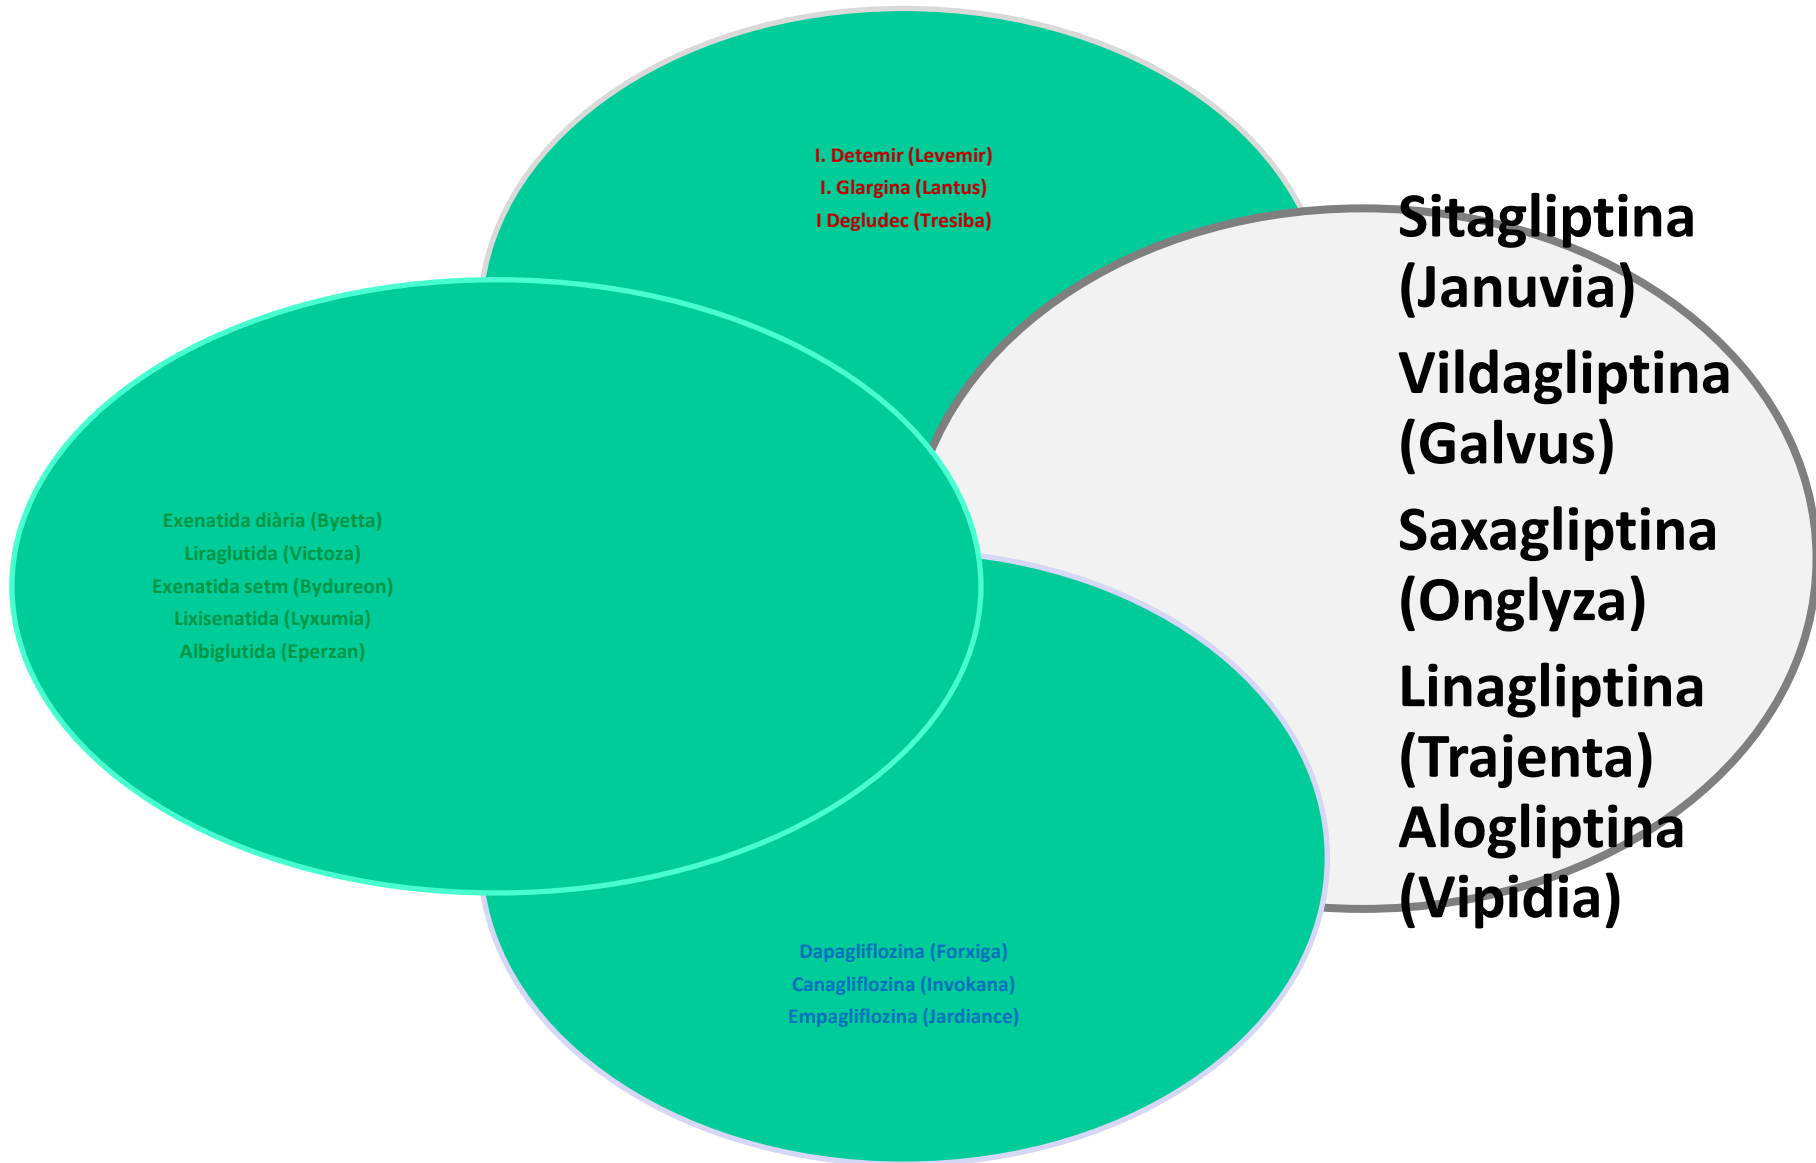 I. Detemir (Levemir)
I. Glargina (Lantus)
I Degludec (Tresiba)
Sitagliptina
(Januvia)
Vildagliptina
(Galvus)
Saxagliptina
(Onglyza)
Linagliptina
(Trajenta)
Alogliptina
(Vipidia)
Exenatida diària (Byetta)
Liraglutida (Victoza)
Exenatida setm (Bydureon)
Lixisenatida (Lyxumia)
Albiglutida (Eperzan)
Dapagliflozina (Forxiga)
Canagliflozina (Invokana)
Empagliflozina (Jardiance)